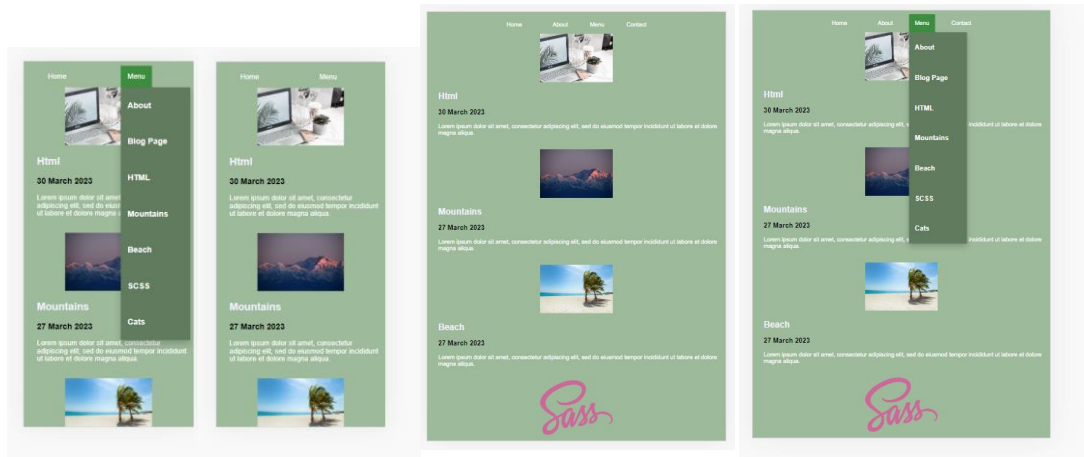 Home Menu
About
Blog Page
HTML
Mountains
Beach
SCSS
Cats
Html
30 March 2023
Lorem ipsum dolor sit amet
adipiscing elit, sed do eiusmod
ut labore et dolore magna a
Mountains
27 March 2023
Lorem ipsum dolor sit amet, consectetur
adipiscing elit, sed do eiusmod tempor incididunt
ut labore et dolore magna aliqua.
Home Menu
Html
30 March 2023
Lorem ipsum dolor sit amet, consectetur
adipiscing elit, sed do eiusmod tempor incididunt
ut labore et dolore magna aliqua.
Mountains
27 March 2023
Lorem ipsum dolor sit amet, consectetur
adipiscing elit, sed do eiusmod tempor incididunt
ut labore et dolore magna aliqua.
Home About Menu Contact
Html
30 March 2023
Lorem ipsum dolor sit amet, consectetur adipiscing elit, sed do eiusmod tempor incididunt ut labore et dolore
magna aliqua.
Mountains
27 March 2023
Lorem ipsum dolor sit amet, consectetur adipiscing elit, sed do eiusmod tempor incididunt ut labore et dolore
magna aliqua.
Beach
27 March 2023
Lorem ipsum dolor sit amet, consectetur adipiscing elit, sed do eiusmod tempor incididunt ut labore et dolore
magna aliqua.
Sass
Home About Menu Contact
About
Blog Page
HTML
Mountains
Beach
SCSS
Cats
Html
30 March 2023
Lorem ipsum dolor sit amet, consectetur adipiscing elit, s incididunt ut labore et dolore
magna aliqua.
Mountains
27 March 2023
Lorem ipsum dolor sit amet, consectetur adipiscing elit, s incididunt ut labore et dolore
magna aliqua.
Beach
27 March 2023
Lorem ipsum dolor sit amet, consectetur adipiscing elit, sed do eiusmod tempor incididunt ut labore et dolore
magna aliqua.
Sass